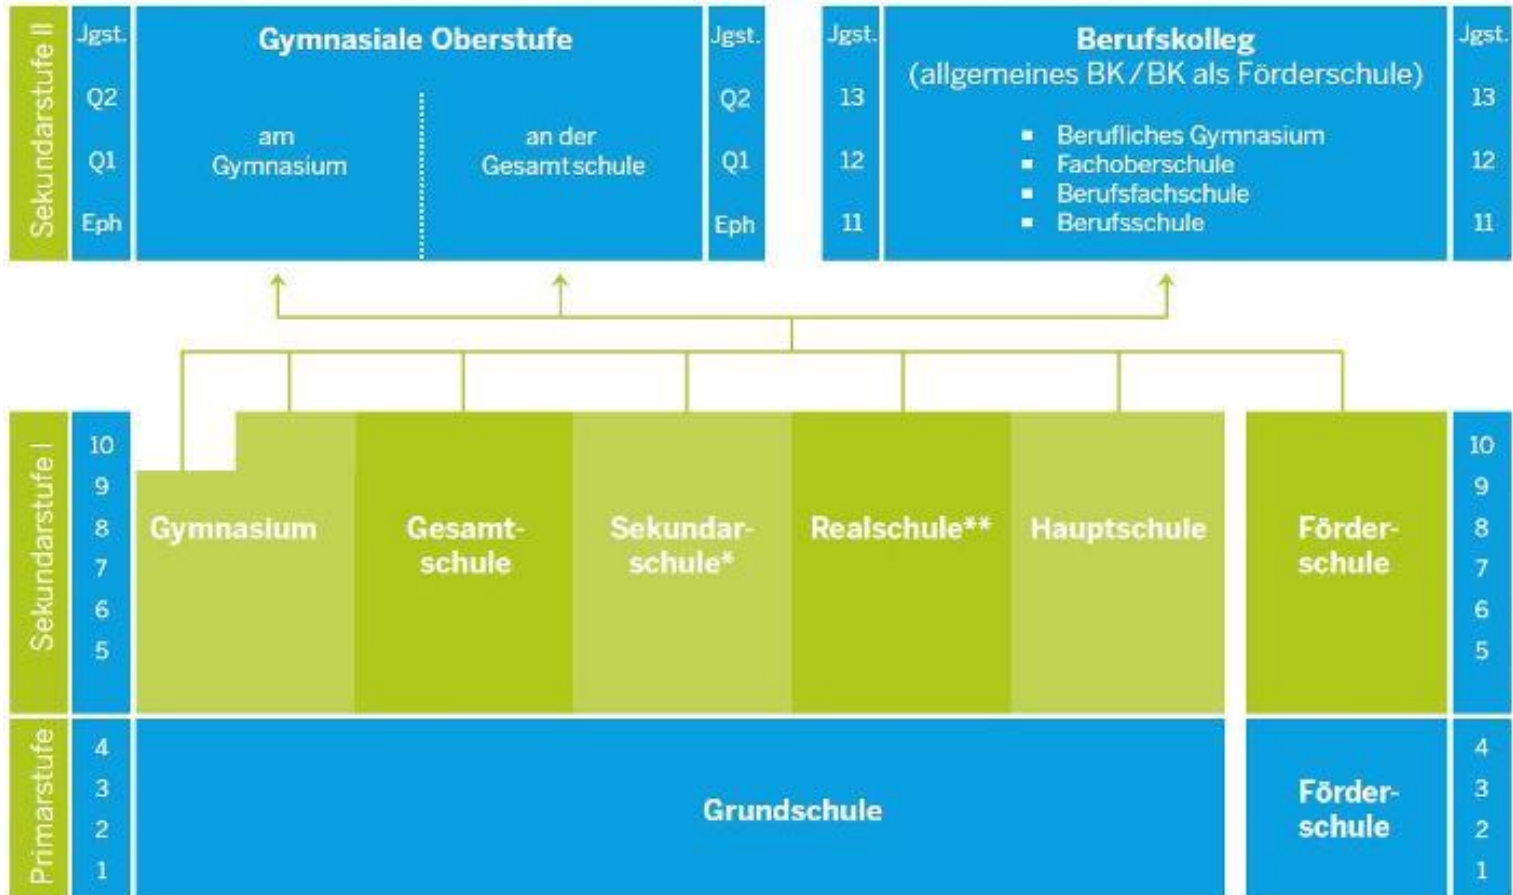 Sekundarstufe II
Jgst.
Q2
Q1
Eph
Gymnasiale Oberstufe
am
Gymnasium
an der
Gesamtschule
Jgst.
Q2
Q1
Eph
Jgst.
13
12
11
Berufskolleg
(allgemeines BK/BK als Förderschule)
▪ Berufliches Gymnasium
▪ Fachoberschule
▪ Berufsfachschule
▪ Berufsschule
Jgst.
13
12
11
Sekundarstufe I
10
9
8
7
6
5
Gymnasium
Gesamt-
schule
Sekundar-
schule*
Realschule**
Hauptschule
Förder-
schule
10
9
8
7
6
5
Primarstufe
4
3
2
1
Grundschule
Förder-
schule
4
3
2
1